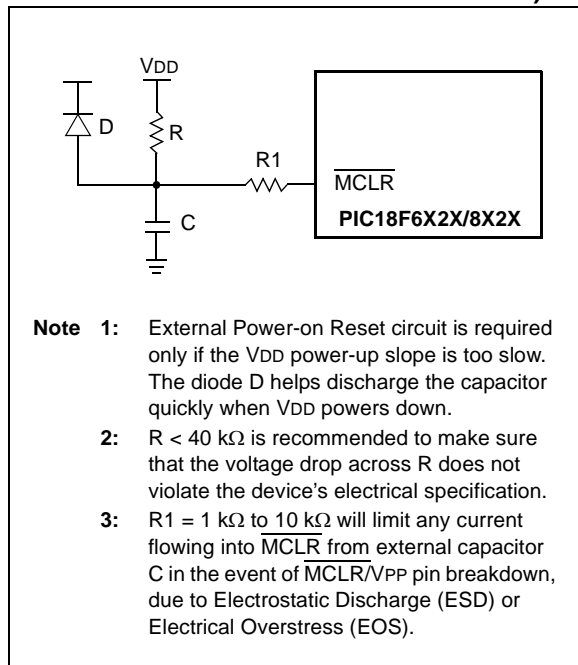 VDD
D
R
R1
MCLR
PIC18F6X2X/8X2X
C
Note 1: External Power-on Reset circuit is required
only if the VDD power-up slope is too slow.
The diode D helps discharge the capacitor
quickly when VDD powers down.
2: R < 40 kΩ is recommended to make sure
that the voltage drop across R does not
violate the device's electrical specification.
3: R1 = 1 kΩ to 10 kΩ will limit any current
flowing into MCLR from external capacitor
C in the event of MCLR/VPP pin breakdown,
due to Electrostatic Discharge (ESD) or
Electrical Overstress (EOS).